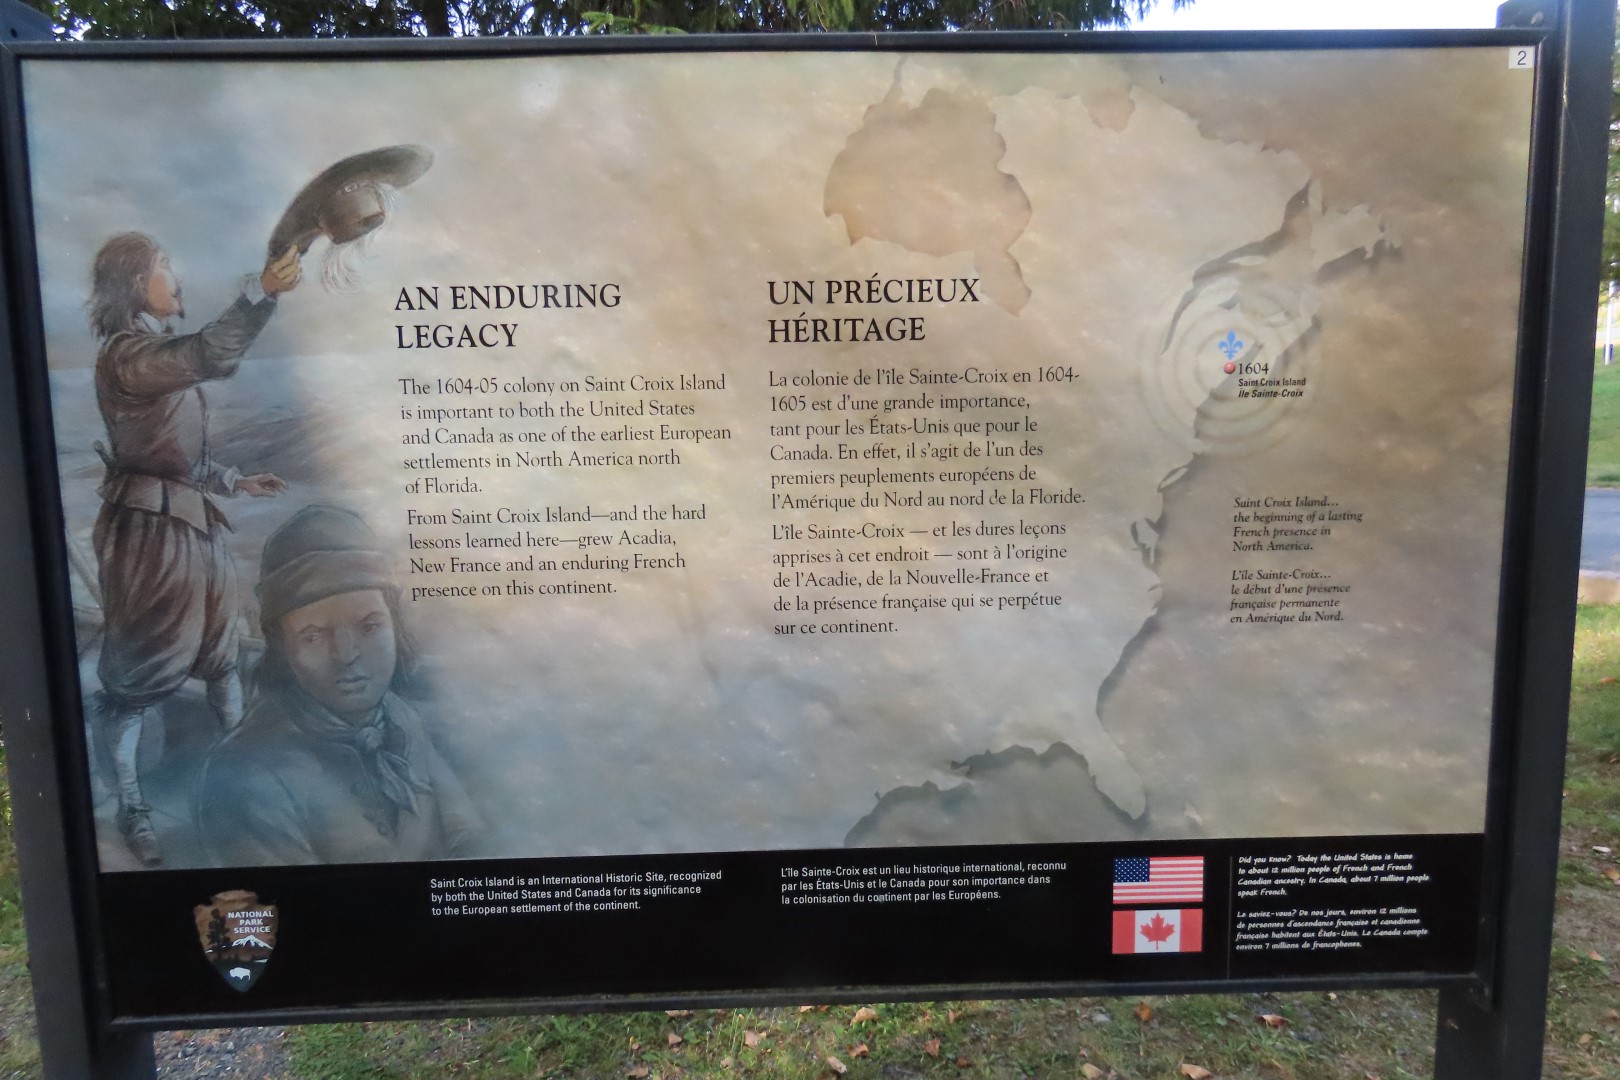 2
AN ENDURING
LEGACY
The 1604-05 colony on Saint Croix Island
is important to both the United States
and Canada as one of the earliest European
settlements in North America north
of Florida.
From Saint Croix Island—and the hard
lessons learned here—grew Acadia,
New France and an enduring French
presence on this continent.
UN PRÉCIEUX
HÉRITAGE
La colonie de l'île Sainte-Croix en 1604-
1605 est d'une grande importance,
tant pour les États-Unis que pour le
Canada. En effet, il s'agit de l'un des
premiers peuplements européens de
l'Amérique du Nord au nord de la Floride.
L'île Sainte-Croix — et les dures leçons
apprises à cet endroit — sont à l'origine
de l'Acadie, de la Nouvelle-France et
de la présence française qui se perpétue
sur ce continent.
1604
Saint Croix Island
Île Sainte-Croix
Saint Croix Island...
the beginning of a lasting
French presence in
North America.
L'île Sainte-Croix...
le début d'une présence
française permanente
en Amérique du Nord.
NATIONAL
PARK
SERVICE
Saint Croix Island is an International Historic Site, recognized
by both the United States and Canada for its significance
to the European settlement of the continent.
L'île Sainte-Croix est un lieu historique international, reconnu
par les États-Unis et le Canada pour son importance dans
la colonisation du continent par les Européens.
Did you know? Today the United States is home
to about 12 million people of French and French
Canadian ancestry. In Canada, about 7 million people
speak French.
Le saviez-vous? De nos jours, environ 12 millions
de personnes d'ascendance française et canadienne
française habitent aux États-Unis. Le Canada compte
environ 7 millions de francophones.